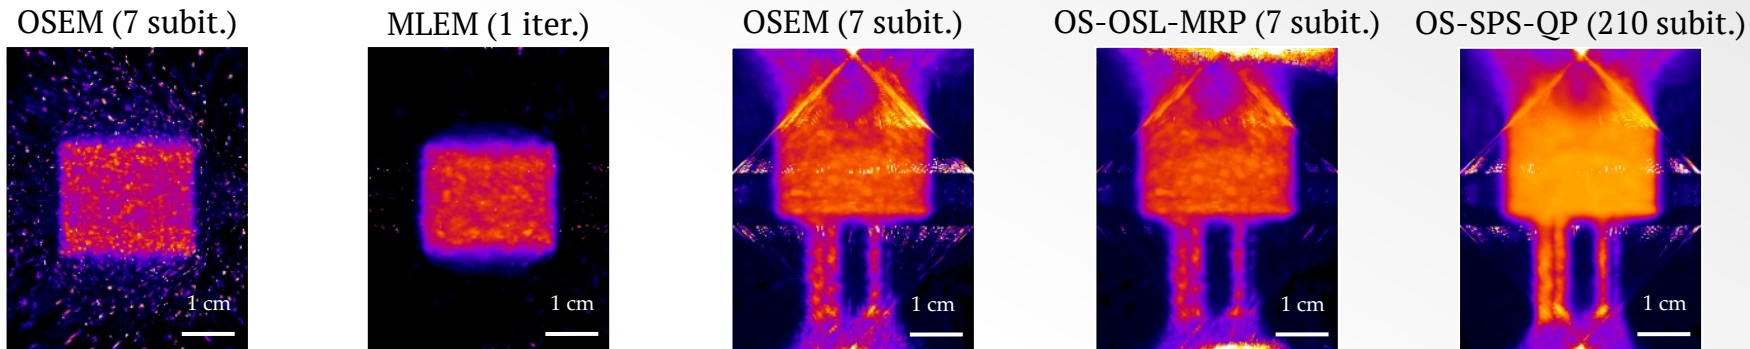 OSEM (7 subit.)
MLEM (1 iter.)
OSEM (7 subit.)
OS-OSL-MRP (7 subit.)
OS-SPS-QP (210 subit.)
1 cm
1 cm
1 cm
1 cm
1 cm